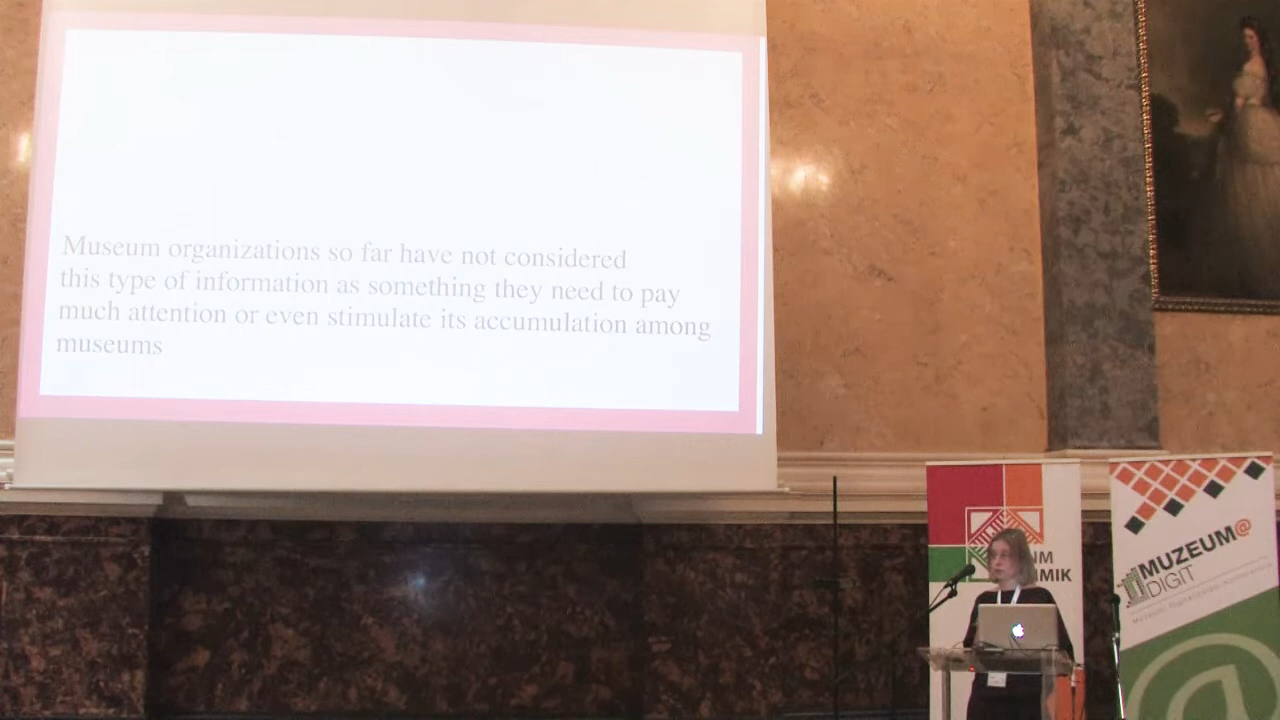 Museum organizations so far have not considered
this type of information as something they need to pay
much attention or even stimulate its accumulation among
museums
MUZEUM@
DIGIT